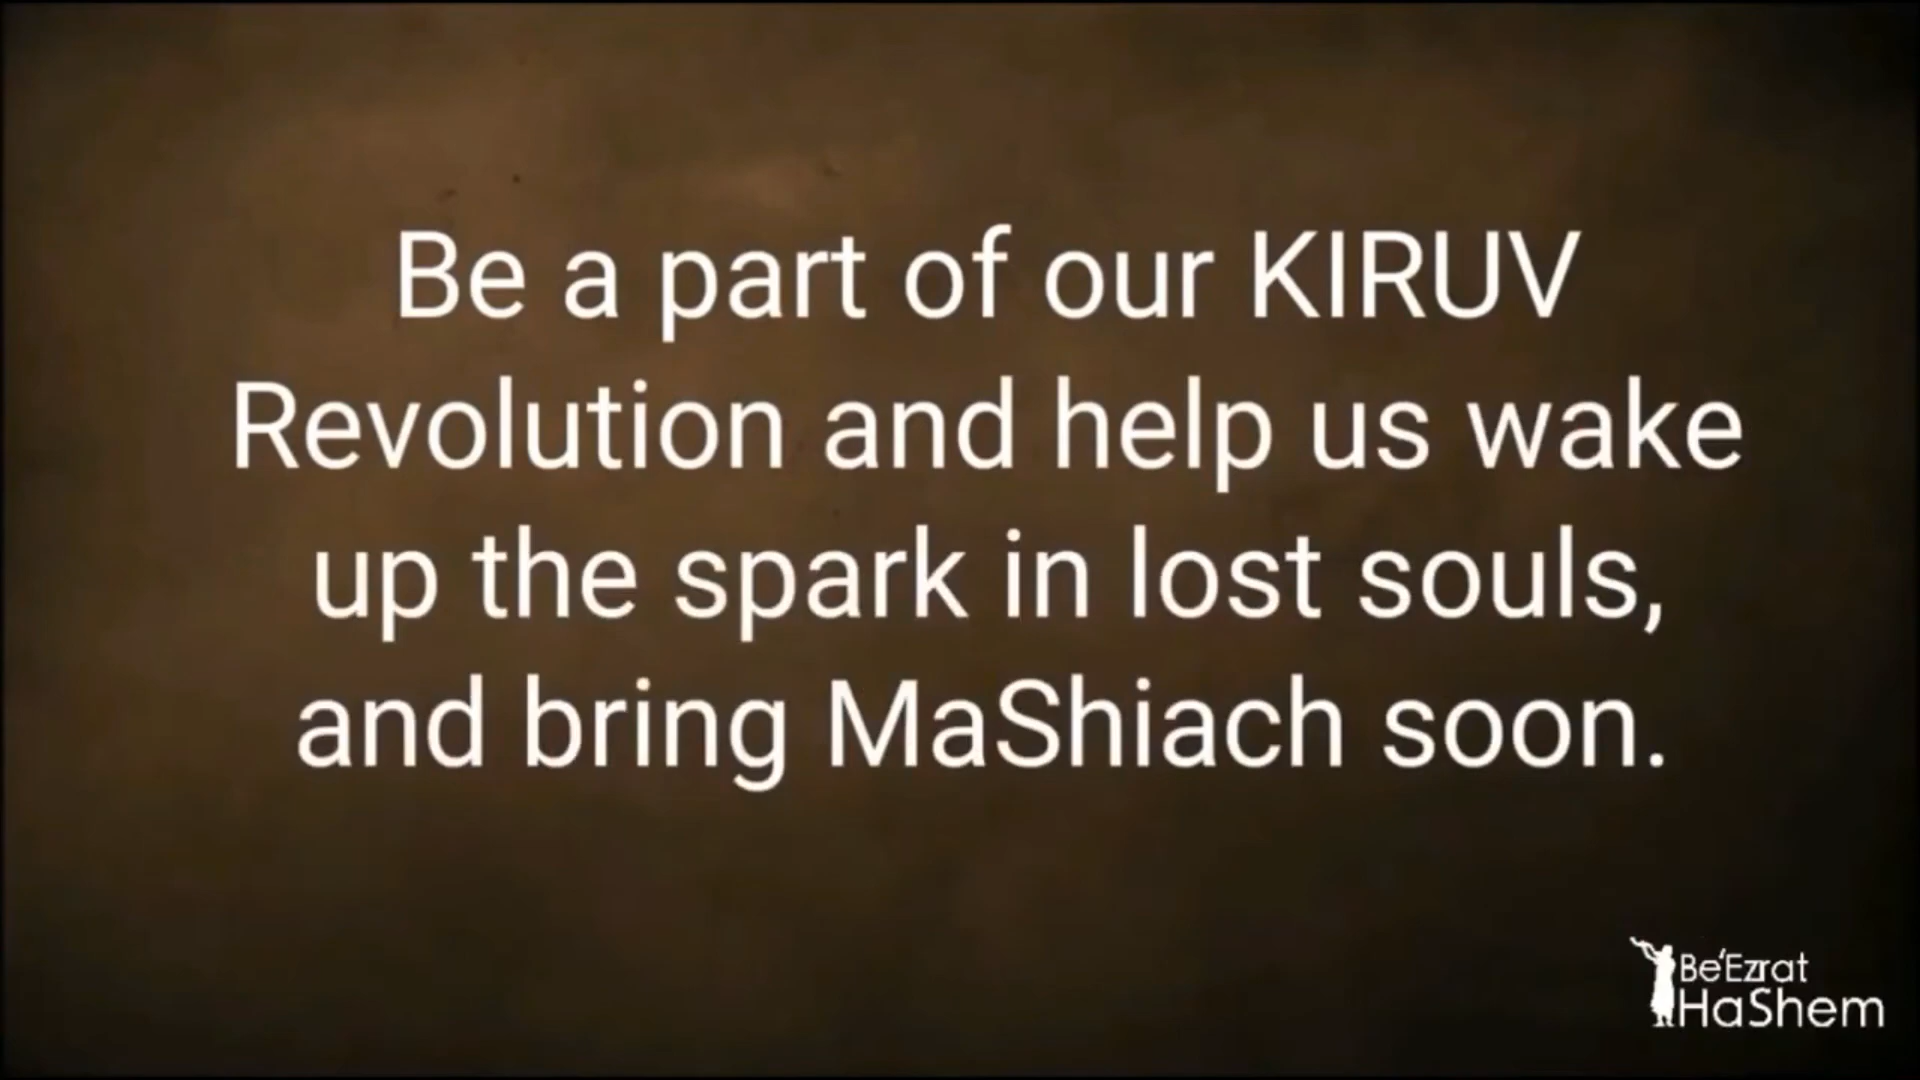 Be a part of our KIRUV
Revolution and help us wake
up the spark in lost souls,
and bring MaShiach soon.
Be'Ezrat
HaShem